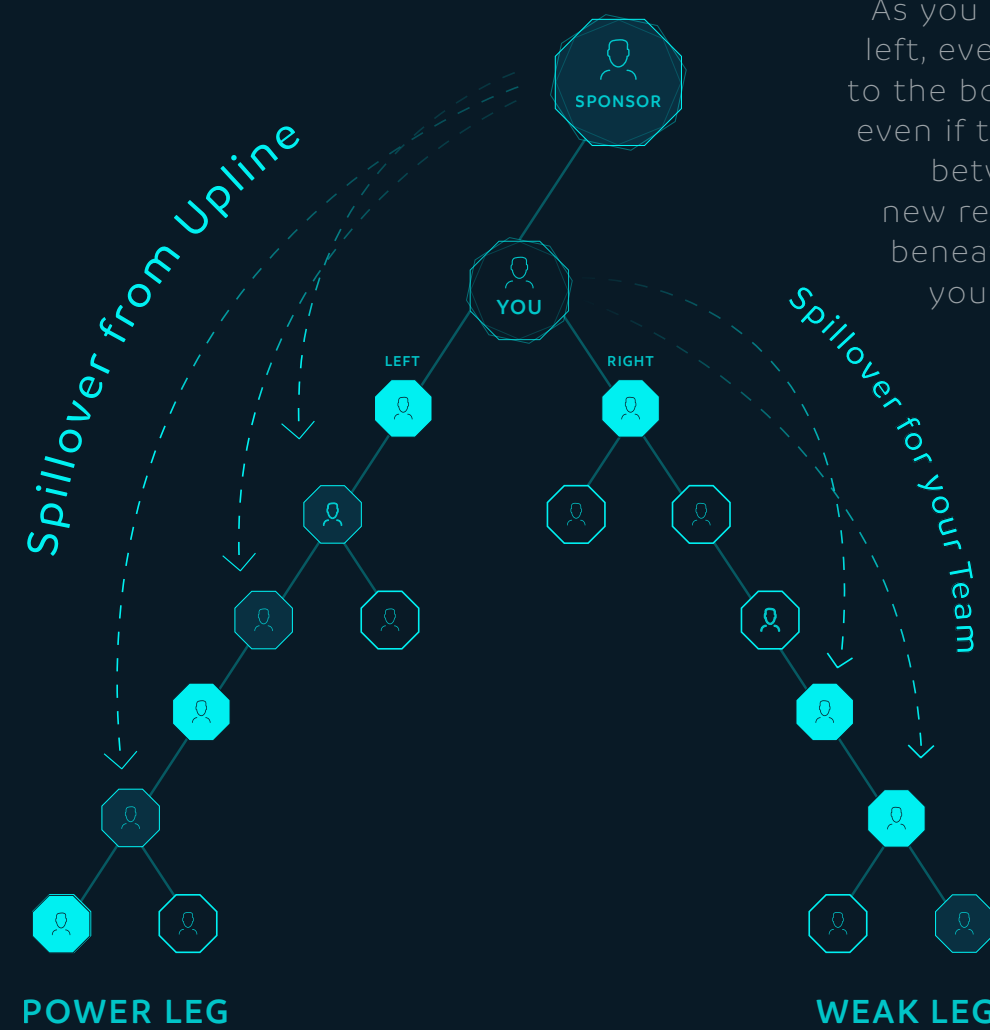 As you
left, eve
to the bo
SPONSOR
even if t
betw
Spillover from Upline
new re
benea
you
YOU
Spillover for your Team
LEFT
RIGHT
POWER LEG
WEAK LEG